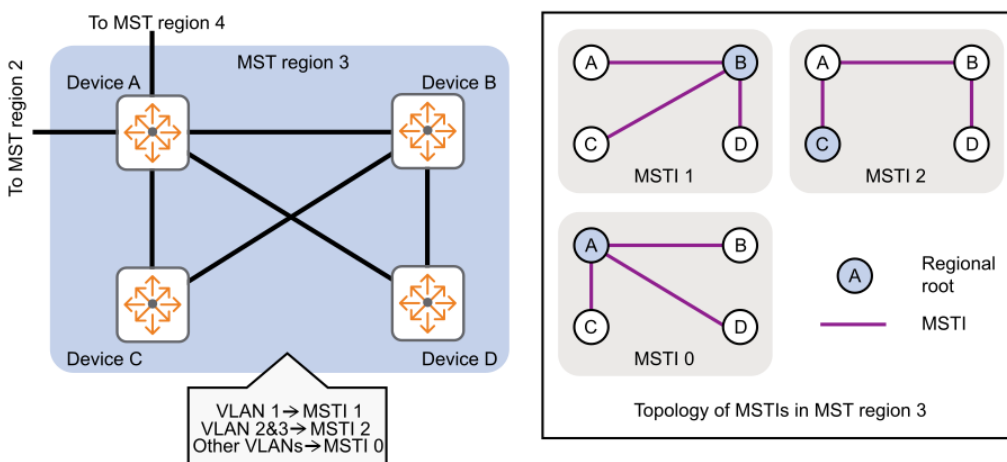 To MST region 4
To MST region 2
MST region 3
Device A
Device B
Device C
Device D
VLAN 1→MSTI 1
VLAN 2&3→MSTI 2
Other VLANs→MSTI 0
A
B
C
D
MSTI 1
A
B
C
D
MSTI 2
A
B
C
D
MSTI 0
A
Regional
root
MSTI
Topology of MSTIs in MST region 3